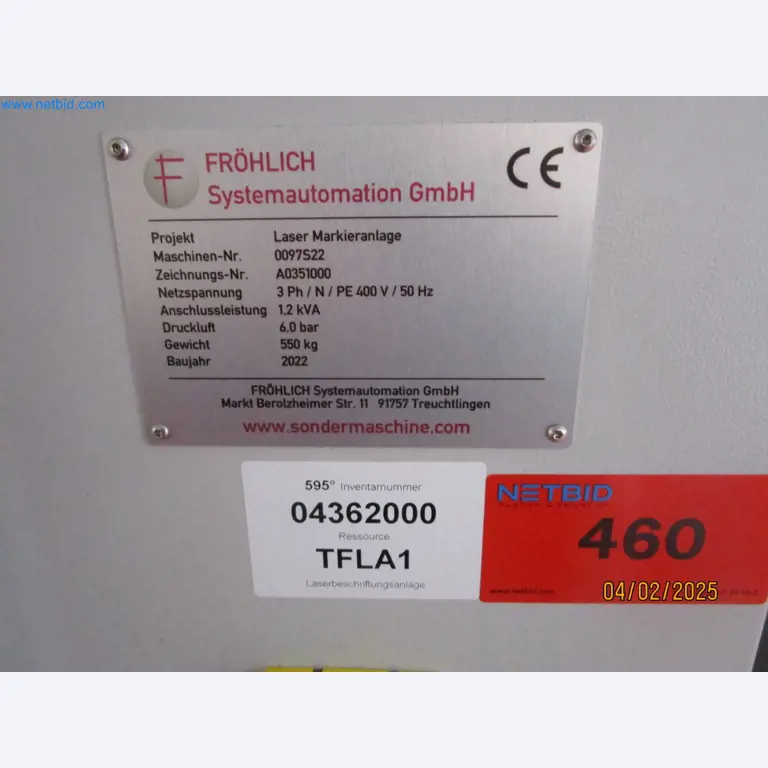 www.netbid.com
FRÖHLICH
Systemautomation GmbH
CE
Projekt Laser Markieranlage
Maschinen-Nr. 0097S22
Zeichnungs-Nr. A0351000
Netzspannung 3 Ph / N / PE 400 V / 50 Hz
Anschlussleistung 1,2 kVA
Druckluft 6.0 bar
Gewicht 550 kg
Baujahr 2022
FRÖHLICH Systemautomation GmbH
Markt Berolzheimer Str. 11 91757 Treuchtlingen
www.sondermaschine.com
595° Inventarnummer
04362000
Ressource
TFLA1
Laserbeschriftungsanlage
NETBID
460
04/02/2025
www.netbid.com